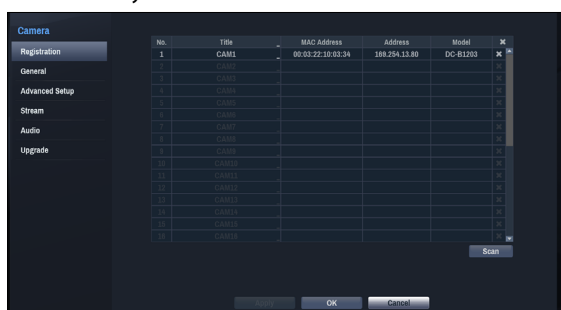 Camera
Registration
General
Advanced Setup
Stream
Audio
Upgrade
No. Title MAC Address Address Model ×
1 CAM1 00:03:22:10:03:34 169.254.13.80 DC-B1203 ×
2 CAM2 ×
3 CAM3 ×
4 CAM4 ×
5 CAM5 ×
6 CAM6 ×
7 CAM7 ×
8 CAM8 ×
9 CAM9 ×
10 CAM10 ×
11 CAM11 ×
12 CAM12 ×
13 CAM13 ×
14 CAM14 ×
15 CAM15 ×
16 CAM16 ×
Scan
Apply OK Cancel